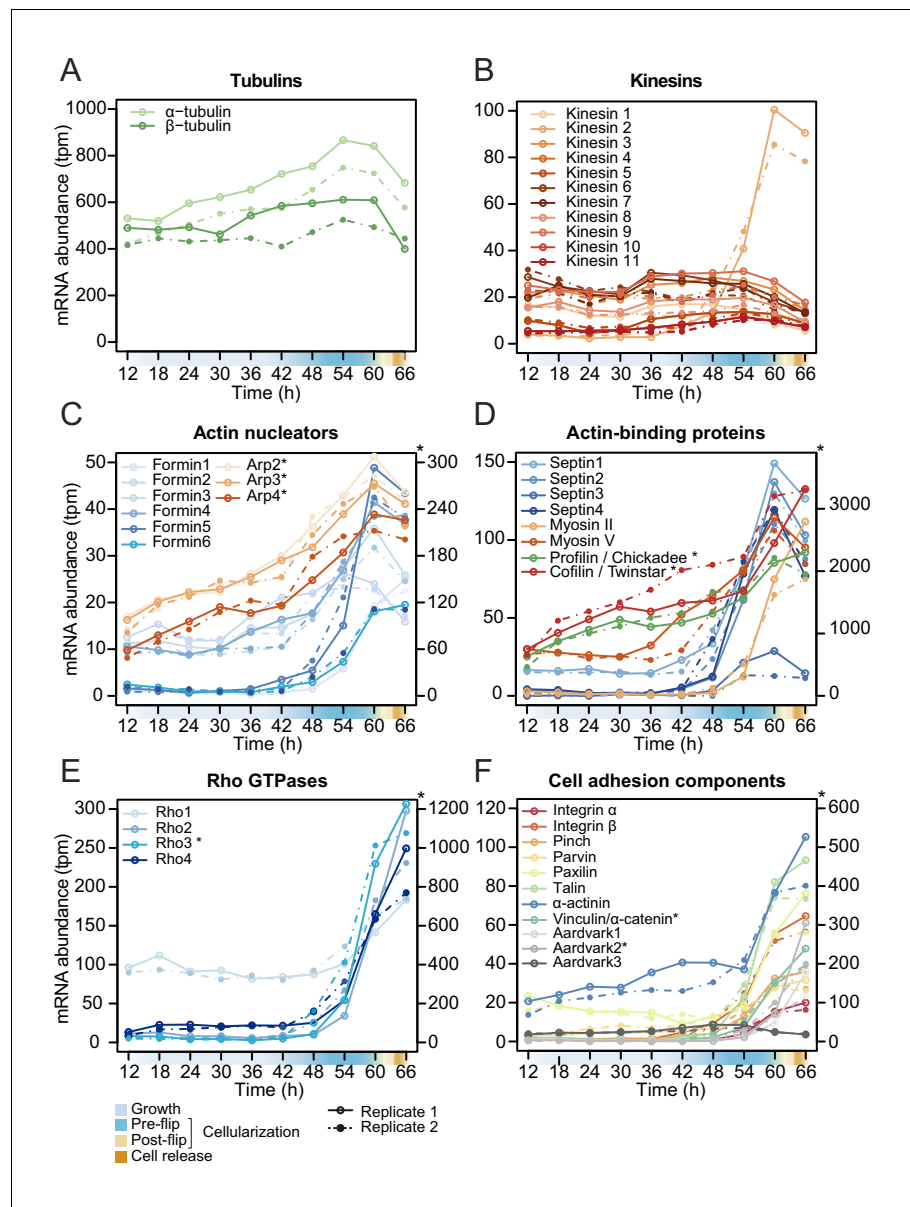 A
Tubulins
mRNA abundance (tpm)
1000
800
600
400
200
0
α−tubulin
β−tubulin
12 18 24 30 36 42 48 54 60 66
Time (h)
B
Kinesins
100
80
60
40
20
0
Kinesin 1
Kinesin 2
Kinesin 3
Kinesin 4
Kinesin 5
Kinesin 6
Kinesin 7
Kinesin 8
Kinesin 9
Kinesin 10
Kinesin 11
12 18 24 30 36 42 48 54 60 66
Time (h)
C
Actin nucleators
mRNA abundance (tpm)
50
40
30
20
10
0
Formin1
Formin2
Formin3
Formin4
Formin5
Formin6
Arp2*
Arp3*
Arp4*
*
300
240
180
120
60
0
12 18 24 30 36 42 48 54 60 66
Time (h)
D
Actin-binding proteins
150
100
50
0
Septin1
Septin2
Septin3
Septin4
Myosin II
Myosin V
Profilin / Chickadee *
Cofilin / Twinstar *
*
3000
2000
1000
0
12 18 24 30 36 42 48 54 60 66
Time (h)
E
Rho GTPases
mRNA abundance (tpm)
300
250
200
150
100
50
0
Rho1
Rho2
Rho3 *
Rho4
*
1200
1000
800
600
400
200
0
12 18 24 30 36 42 48 54 60 66
Time (h)
F
Cell adhesion components
120
100
80
60
40
20
0
Integrin α
Integrin β
Pinch
Parvin
Paxilin
Talin
α-actinin
Vinculin/α-catenin*
Aardvark1
Aardvark2*
Aardvark3
*
600
500
400
300
200
100
0
12 18 24 30 36 42 48 54 60 66
Time (h)
Growth
Pre-flip
Post-flip
Cellularization
Cell release
Replicate 1
Replicate 2